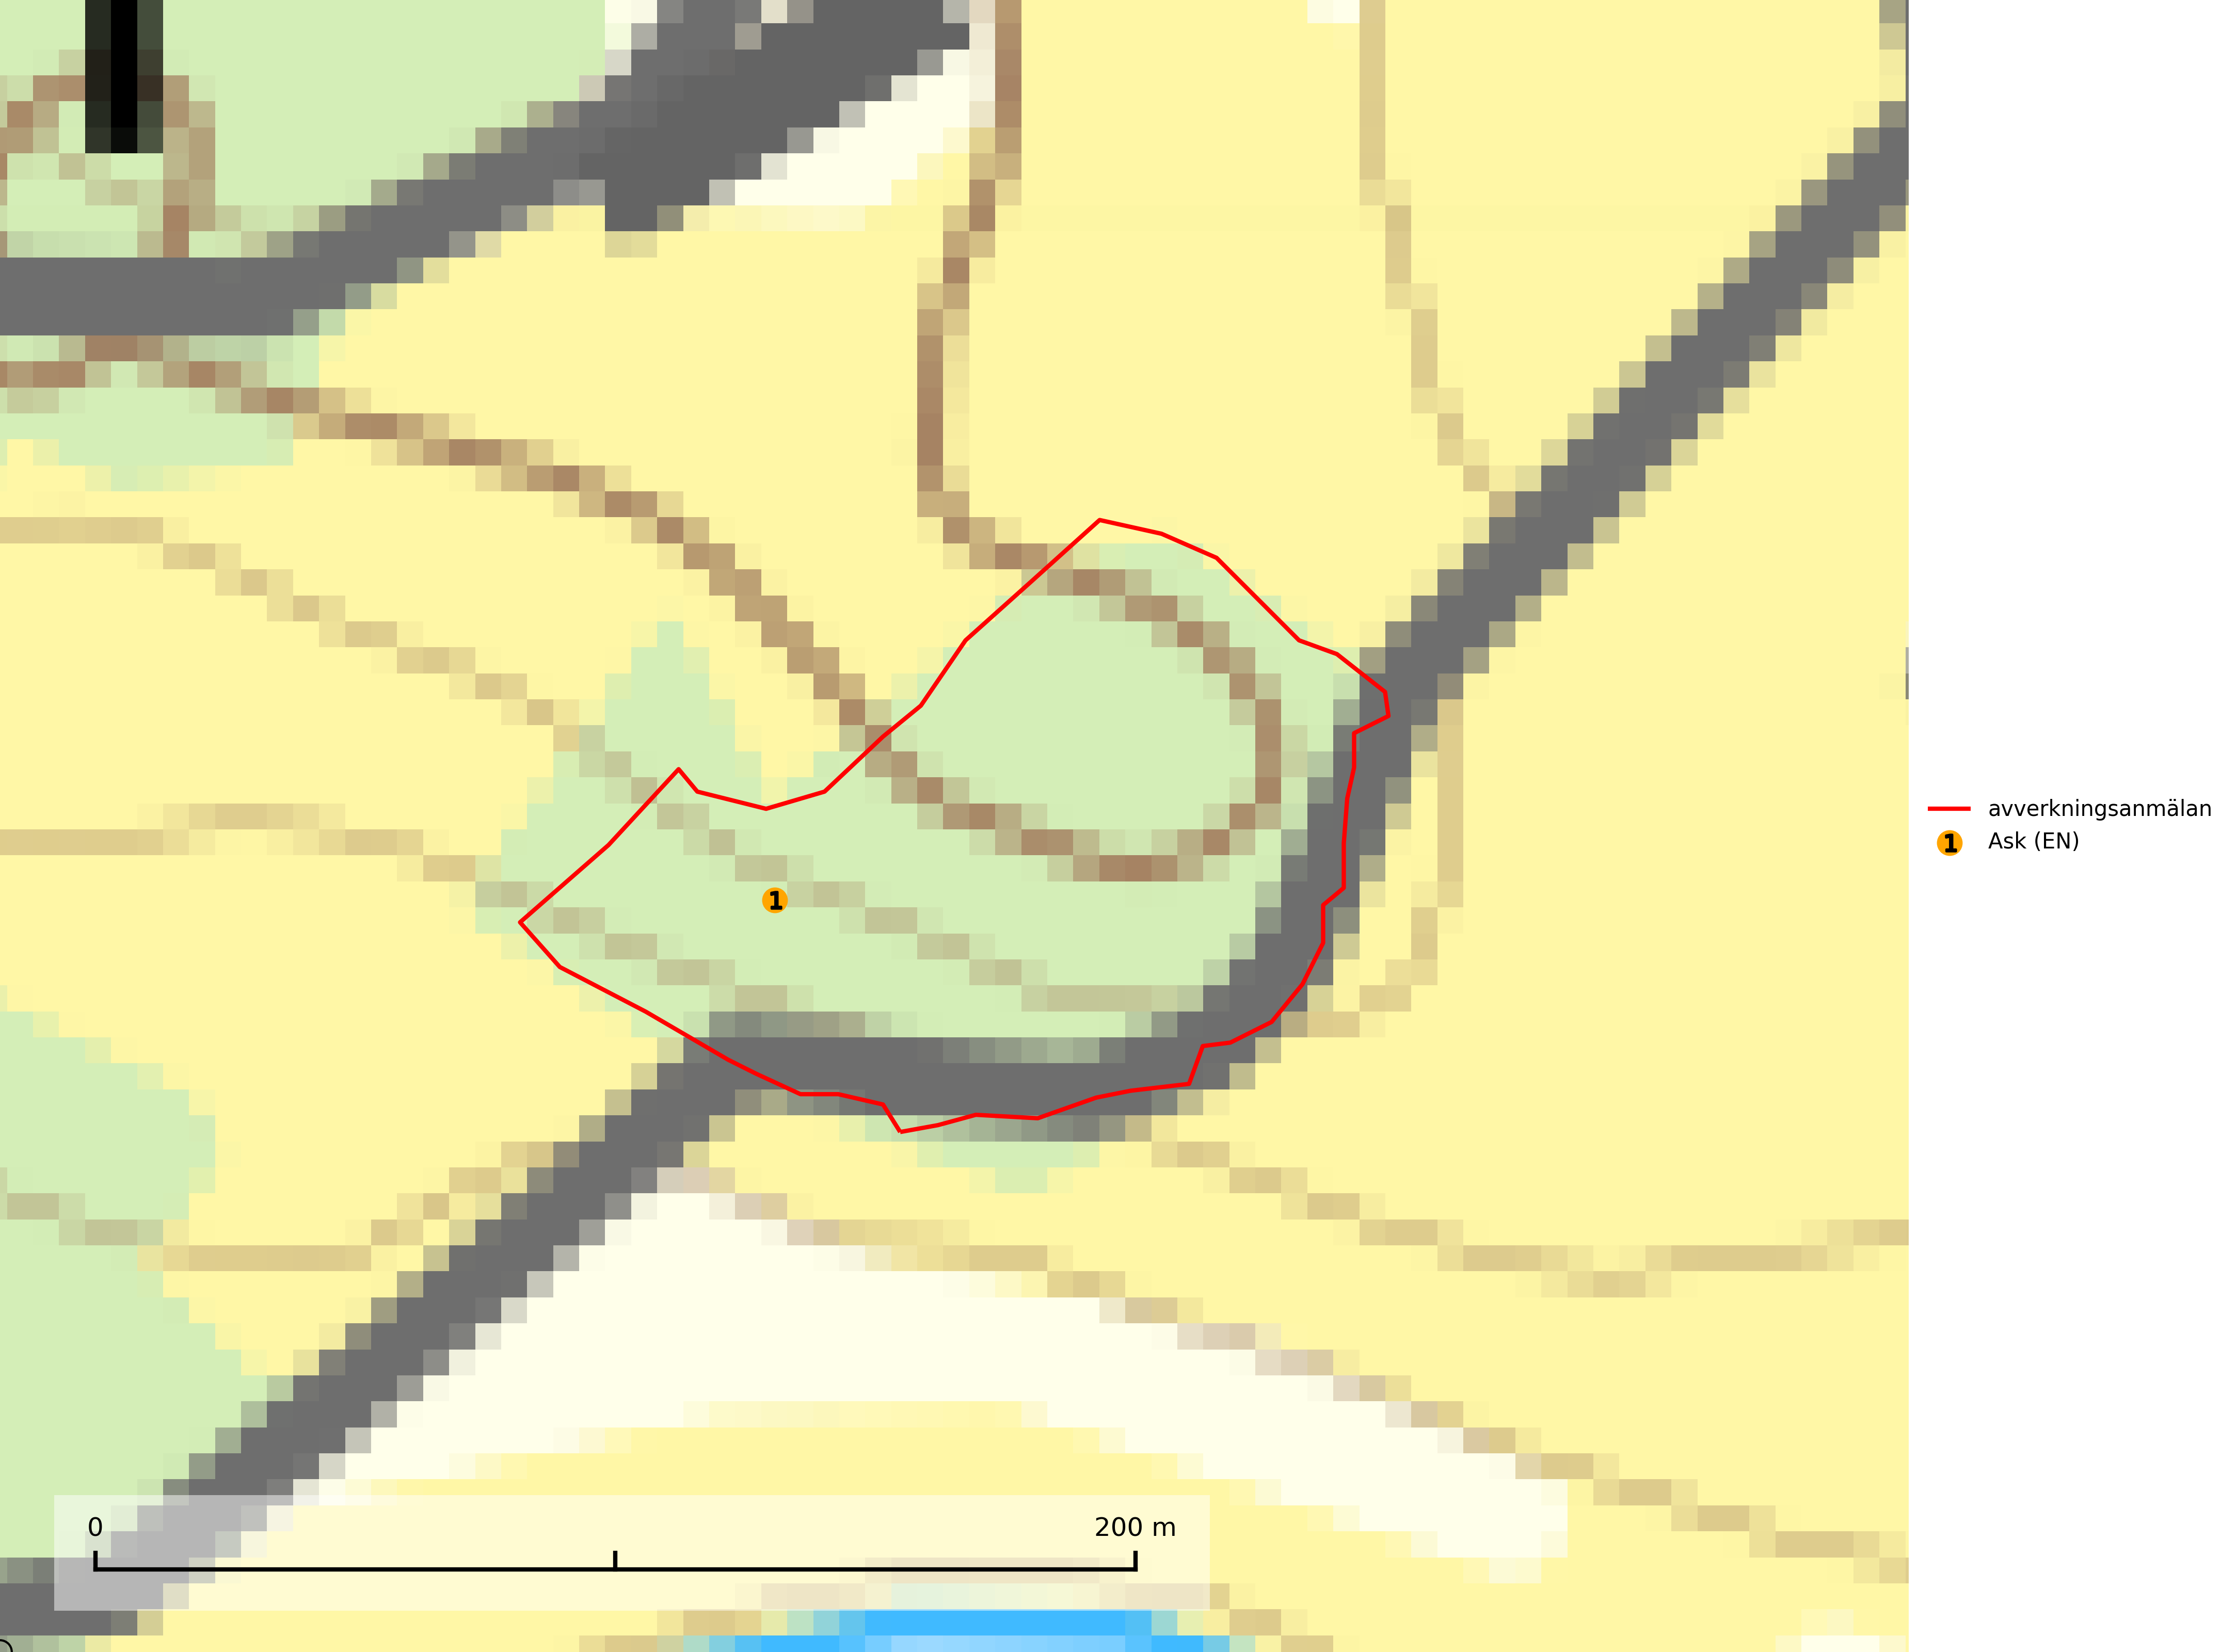 avverkningsanmälan
1 Ask (EN)
1
0 200 m